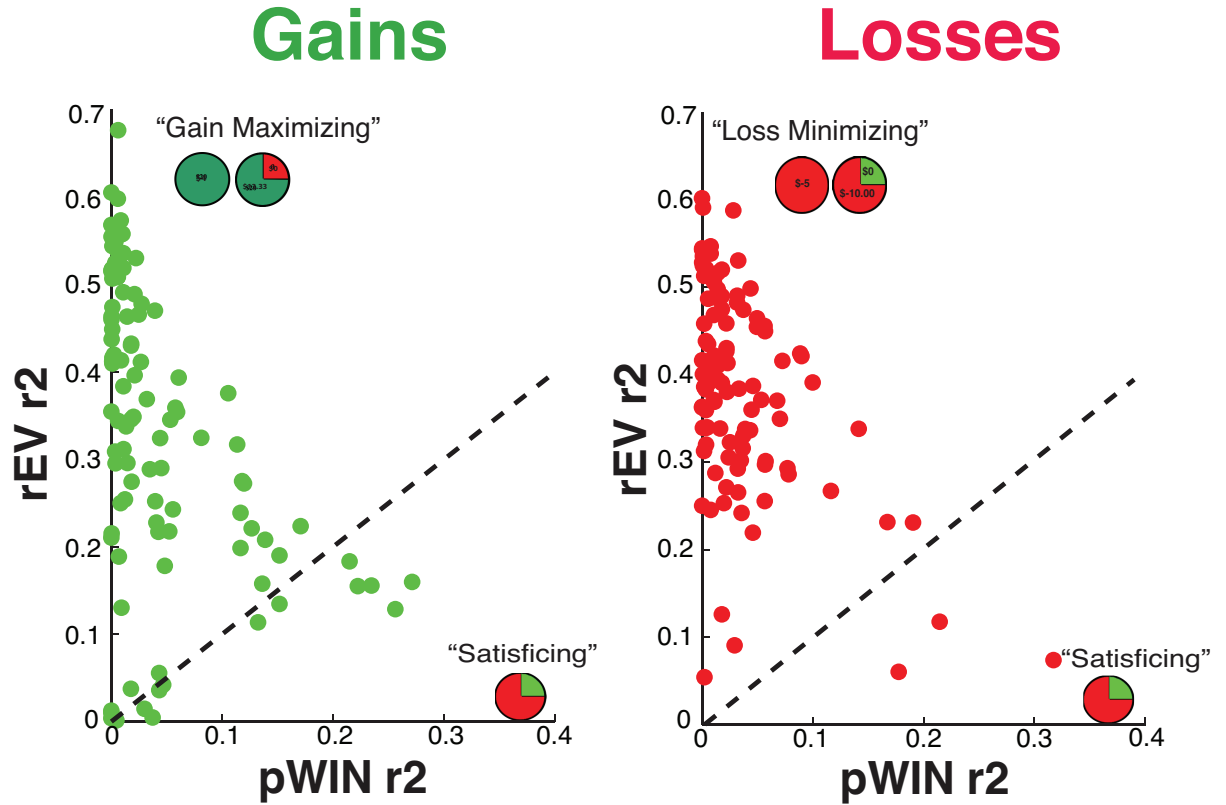 Gains
Losses
“Gain Maximizing”
“Loss Minimizing”
$0
$-5
$-10.00
0.7
0.6
0.5
0.4
0.3
0.2
0.1
0
rEV r2
0
0.1
0.2
0.3
0.4
pWIN r2
“Satisficing”
0.7
0.6
0.5
0.4
0.3
0.2
0.1
0
rEV r2
0
0.1
0.2
0.3
0.4
pWIN r2
“Satisficing”